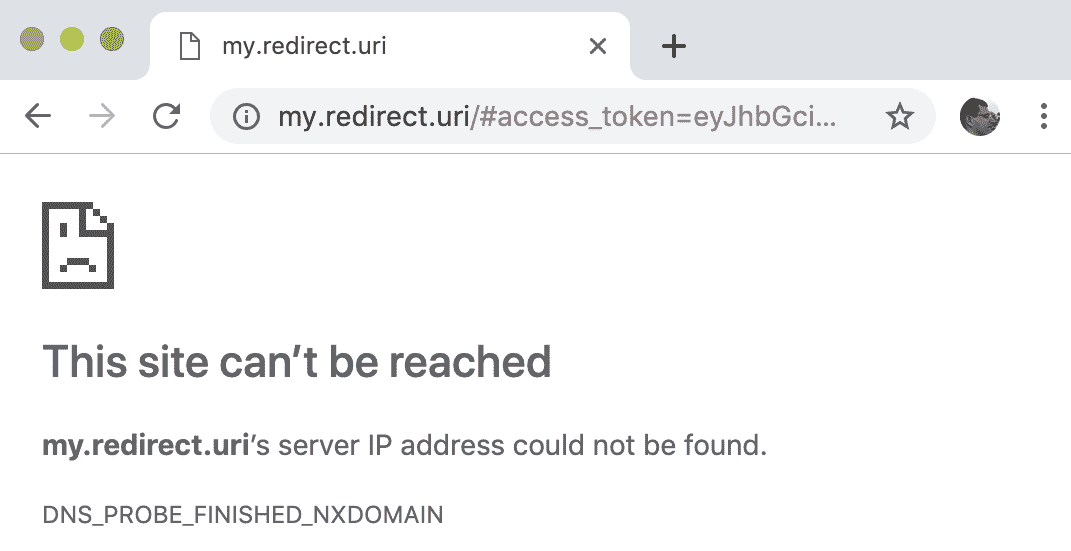 my.redirect.uri
my.redirect.uri/#access_token=eyJhbGci...
This site can’t be reached
my.redirect.uri’s server IP address could not be found.
DNS_PROBE_FINISHED_NXDOMAIN